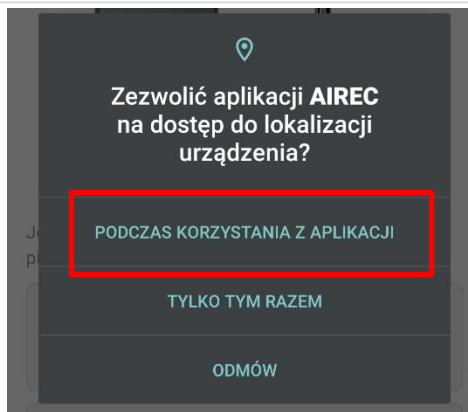 Zezwolić aplikacji AIREC
na dostęp do lokalizacji
urządzenia?
PODCZAS KORZYSTANIA Z APLIKACJI
TYLKO TYM RAZEM
ODMÓW